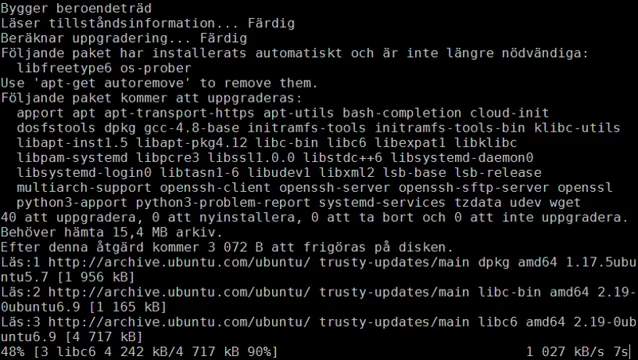 Bygger beroendeträd
Läser tillståndsinformation... Färdig
Beräknar uppgradering... Färdig
Följande paket har installerats automatiskt och är inte längre nödvändiga:
libfreetype6 os-prober
Use 'apt-get autoremove' to remove them.
Följande paket kommer att uppgraderas:
apport apt apt-transport-https apt-utils bash-completion cloud-init
dosfstools dpkg gcc-4.8-base initramfs-tools initramfs-tools-bin klibc-utils
libapt-inst1.5 libapt-pkg4.12 libc-bin libc6 libexpat1 libklibc
libpam-systemd libpcre3 libssl1.0.0 libstdc++6 libsystemd-daemon0
libsystemd-login0 libtasn1-6 libudev1 libxml2 lsb-base lsb-release
multiarch-support openssh-client openssh-server openssh-sftp-server openssl
python3-apport python3-problem-report systemd-services tzdata udev wget
40 att uppgradera, 0 att nyinstallera, 0 att ta bort och 0 att inte uppgradera.
Behöver hämta 15,4 MB arkiv.
Efter denna åtgärd kommer 3 072 B att frigöras på disken.
Läs:1 http://archive.ubuntu.com/ubuntu/ trusty-updates/main dpkg amd64 1.17.5ubu
ntu5.7 [1 956 kB]
Läs:2 http://archive.ubuntu.com/ubuntu/ trusty-updates/main libc-bin amd64 2.19-
0ubuntu6.9 [1 165 kB]
Läs:3 http://archive.ubuntu.com/ubuntu/ trusty-updates/main libc6 amd64 2.19-0ub
untu6.9 [4 717 kB]
48% [3 libc6 4 242 kB/4 717 kB 90%] 1 027 kB/s 7s